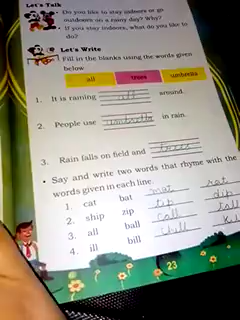 Let's Talk
Do you like to stay indoors or go
outdoors on a rainy day? Why?
If you stay indoors, what do you like to
do?
Let's Write
Fill in the blanks using the words given
below
all trees umbrella
1. It is raining all around.
2. People use umbrella in rain.
3. Rain falls on field and trees
• Say and write two words that rhyme with the
words given in each line.
1. cat bat mat rat
2. ship zip tip dip
3. all ball call fall
4. ill bill
23